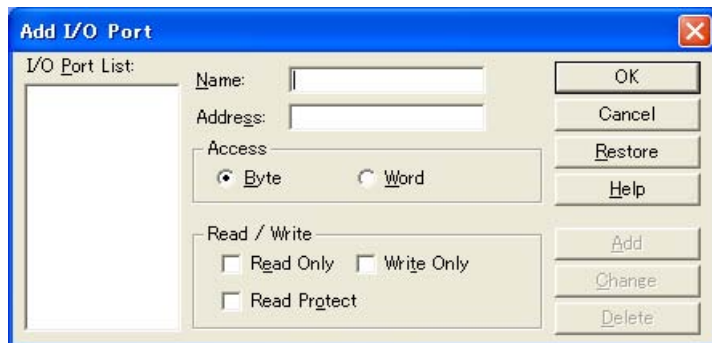 Add I/O Port
I/O Port List:
Name:
Address:
Access
Byte
Word
Read / Write
Read Only
Write Only
Read Protect
OK
Cancel
Restore
Help
Add
Change
Delete